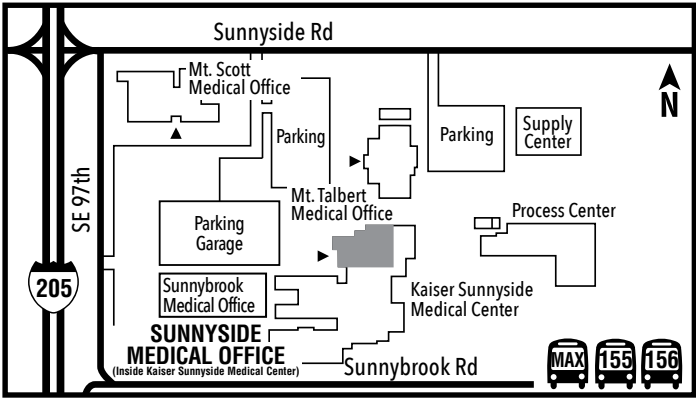 Sunnyside Rd
Mt. Scott
Medical Office
N
Parking
Parking
Supply
Center
SE 97th
Mt. Talbert
Medical Office
Parking
Garage
Process Center
205
Sunnybrook
Medical Office
Kaiser Sunnyside
Medical Center
SUNNYSIDE
MEDICAL OFFICE
(Inside Kaiser Sunnyside Medical Center)
Sunnybrook Rd
MAX
155
156